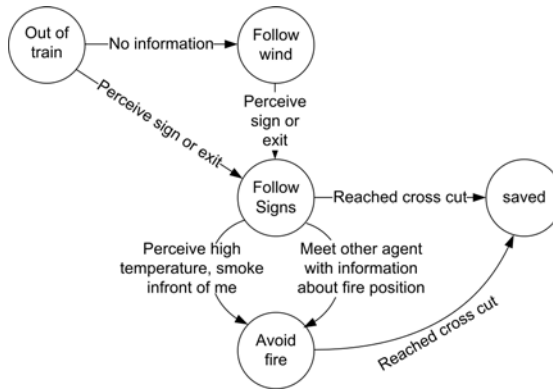 Out of
train
No information
Follow
wind
Perceive sign or exit
Perceive
sign or
exit
Follow
Signs
Reached cross cut
saved
Perceive high
temperature, smoke
infront of me
Meet other agent
with information
about fire position
Avoid
fire
Reached cross cut